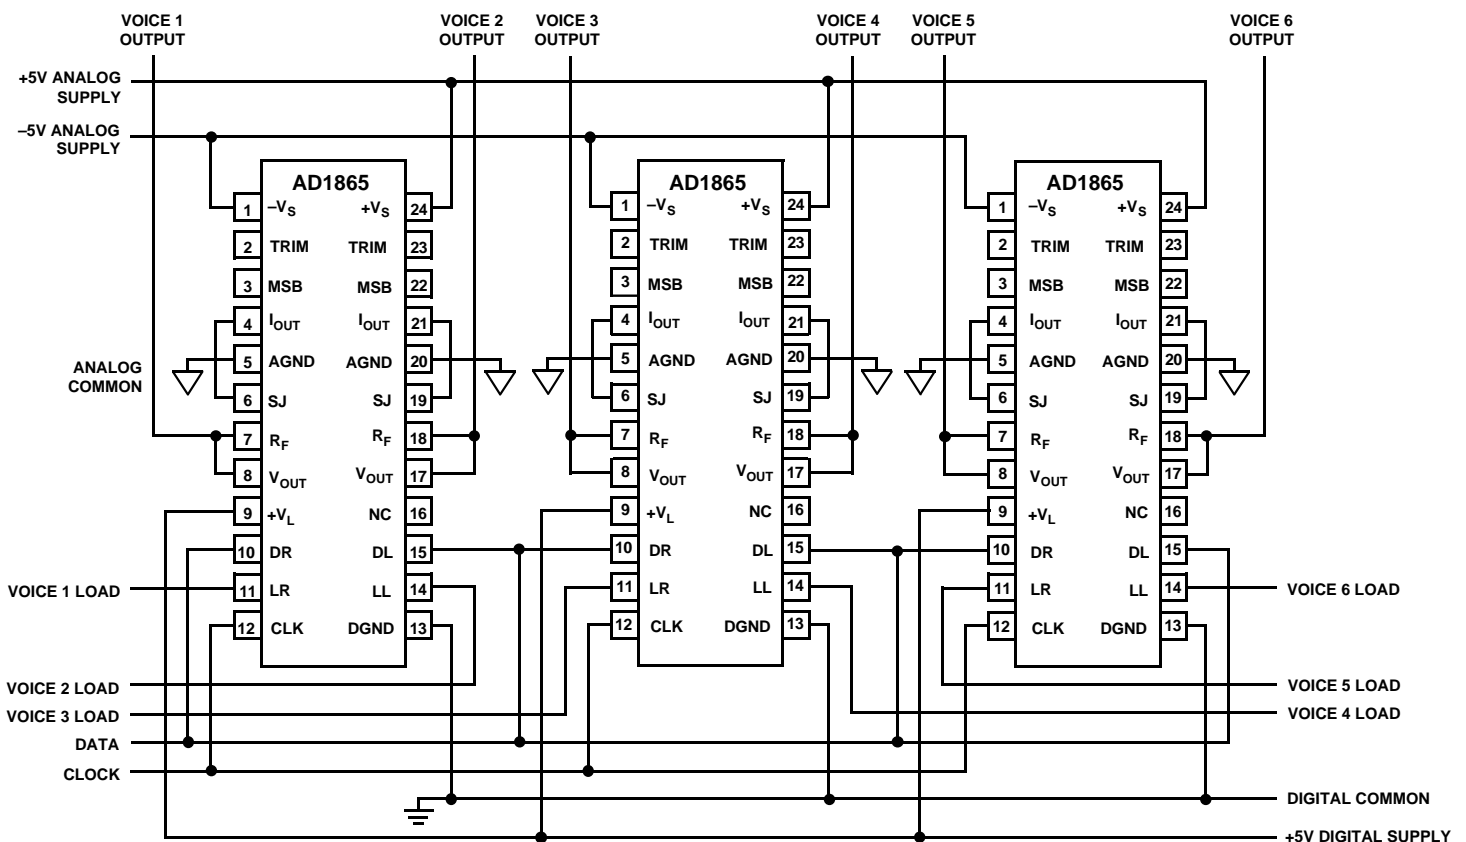 VOICE 1
OUTPUT
VOICE 2
OUTPUT
VOICE 3
OUTPUT
VOICE 4
OUTPUT
VOICE 5
OUTPUT
VOICE 6
OUTPUT
+5V ANALOG
SUPPLY
–5V ANALOG
SUPPLY
ANALOG
COMMON
AD1865
1 –VS +VS 24
2 TRIM TRIM 23
3 MSB MSB 22
4 IOUT IOUT 21
5 AGND AGND 20
6 SJ SJ 19
7 RF RF 18
8 VOUT VOUT 17
9 +VL NC 16
10 DR DL 15
11 LR LL 14
12 CLK DGND 13
AD1865
1 –VS +VS 24
2 TRIM TRIM 23
3 MSB MSB 22
4 IOUT IOUT 21
5 AGND AGND 20
6 SJ SJ 19
7 RF RF 18
8 VOUT VOUT 17
9 +VL NC 16
10 DR DL 15
11 LR LL 14
12 CLK DGND 13
AD1865
1 –VS +VS 24
2 TRIM TRIM 23
3 MSB MSB 22
4 IOUT IOUT 21
5 AGND AGND 20
6 SJ SJ 19
7 RF RF 18
8 VOUT VOUT 17
9 +VL NC 16
10 DR DL 15
11 LR LL 14
12 CLK DGND 13
VOICE 1 LOAD
VOICE 6 LOAD
VOICE 2 LOAD
VOICE 5 LOAD
VOICE 3 LOAD
VOICE 4 LOAD
DATA
CLOCK
DIGITAL COMMON
+5V DIGITAL SUPPLY